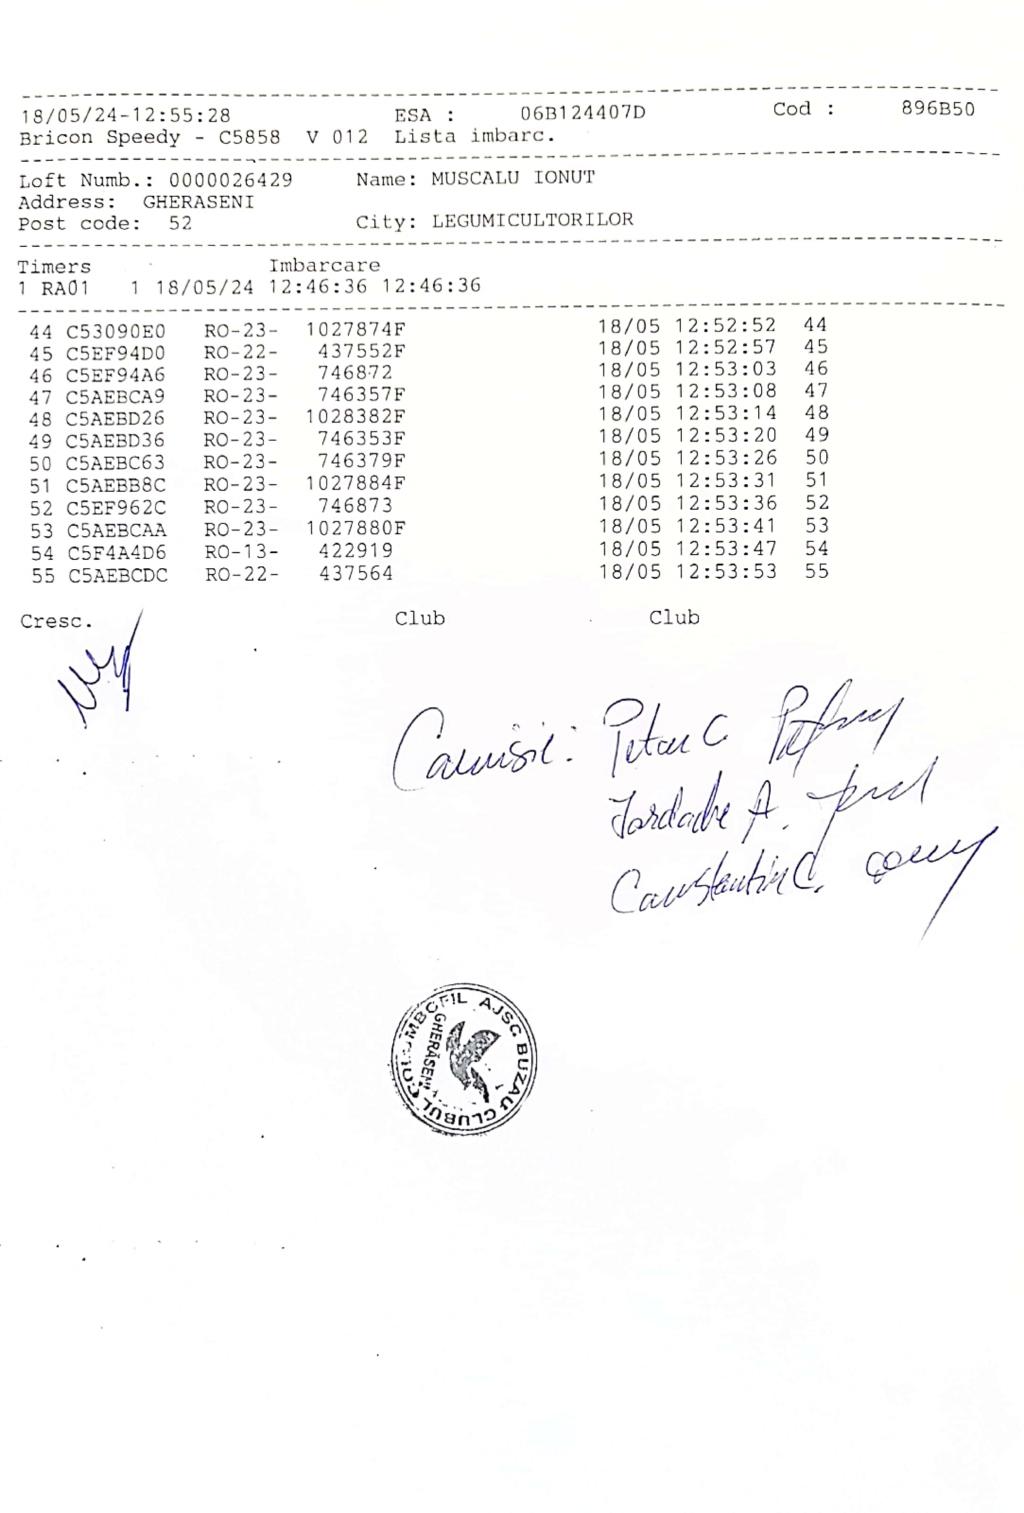 18/05/24-12:55:28 ESA : 06B124407D Cod : 896B50
Bricon Speedy - C5858 V 012 Lista imbarc.
Loft Numb.: 0000026429 Name: MUSCALU IONUT
Address: GHERASENI
Post code: 52 City: LEGUMICULTORILOR
Timers Imbarcare
1 RA01 1 18/05/24 12:46:36 12:46:36
44 C53090E0 RO-23- 1027874F 18/05 12:52:52 44
45 C5EF94D0 RO-22- 437552F 18/05 12:52:57 45
46 C5EF94A6 RO-23- 746872 18/05 12:53:03 46
47 C5AEBCA9 RO-23- 746357F 18/05 12:53:08 47
48 C5AEBD26 RO-23- 1028382F 18/05 12:53:14 48
49 C5AEBD36 RO-23- 746353F 18/05 12:53:20 49
50 C5AEBC63 RO-23- 746379F 18/05 12:53:26 50
51 C5AEBB8C RO-23- 1027884F 18/05 12:53:31 51
52 C5EF962C RO-23- 746873 18/05 12:53:36 52
53 C5AEBCAA RO-23- 1027880F 18/05 12:53:41 53
54 C5F4A4D6 RO-13- 422919 18/05 12:53:47 54
55 C5AEBCDC RO-22- 437564 18/05 12:53:53 55
Cresc. Club Club
C.
Iordache A.
Constantin C.
AJSC BUZAU CLUBUL
GHERĂSENI